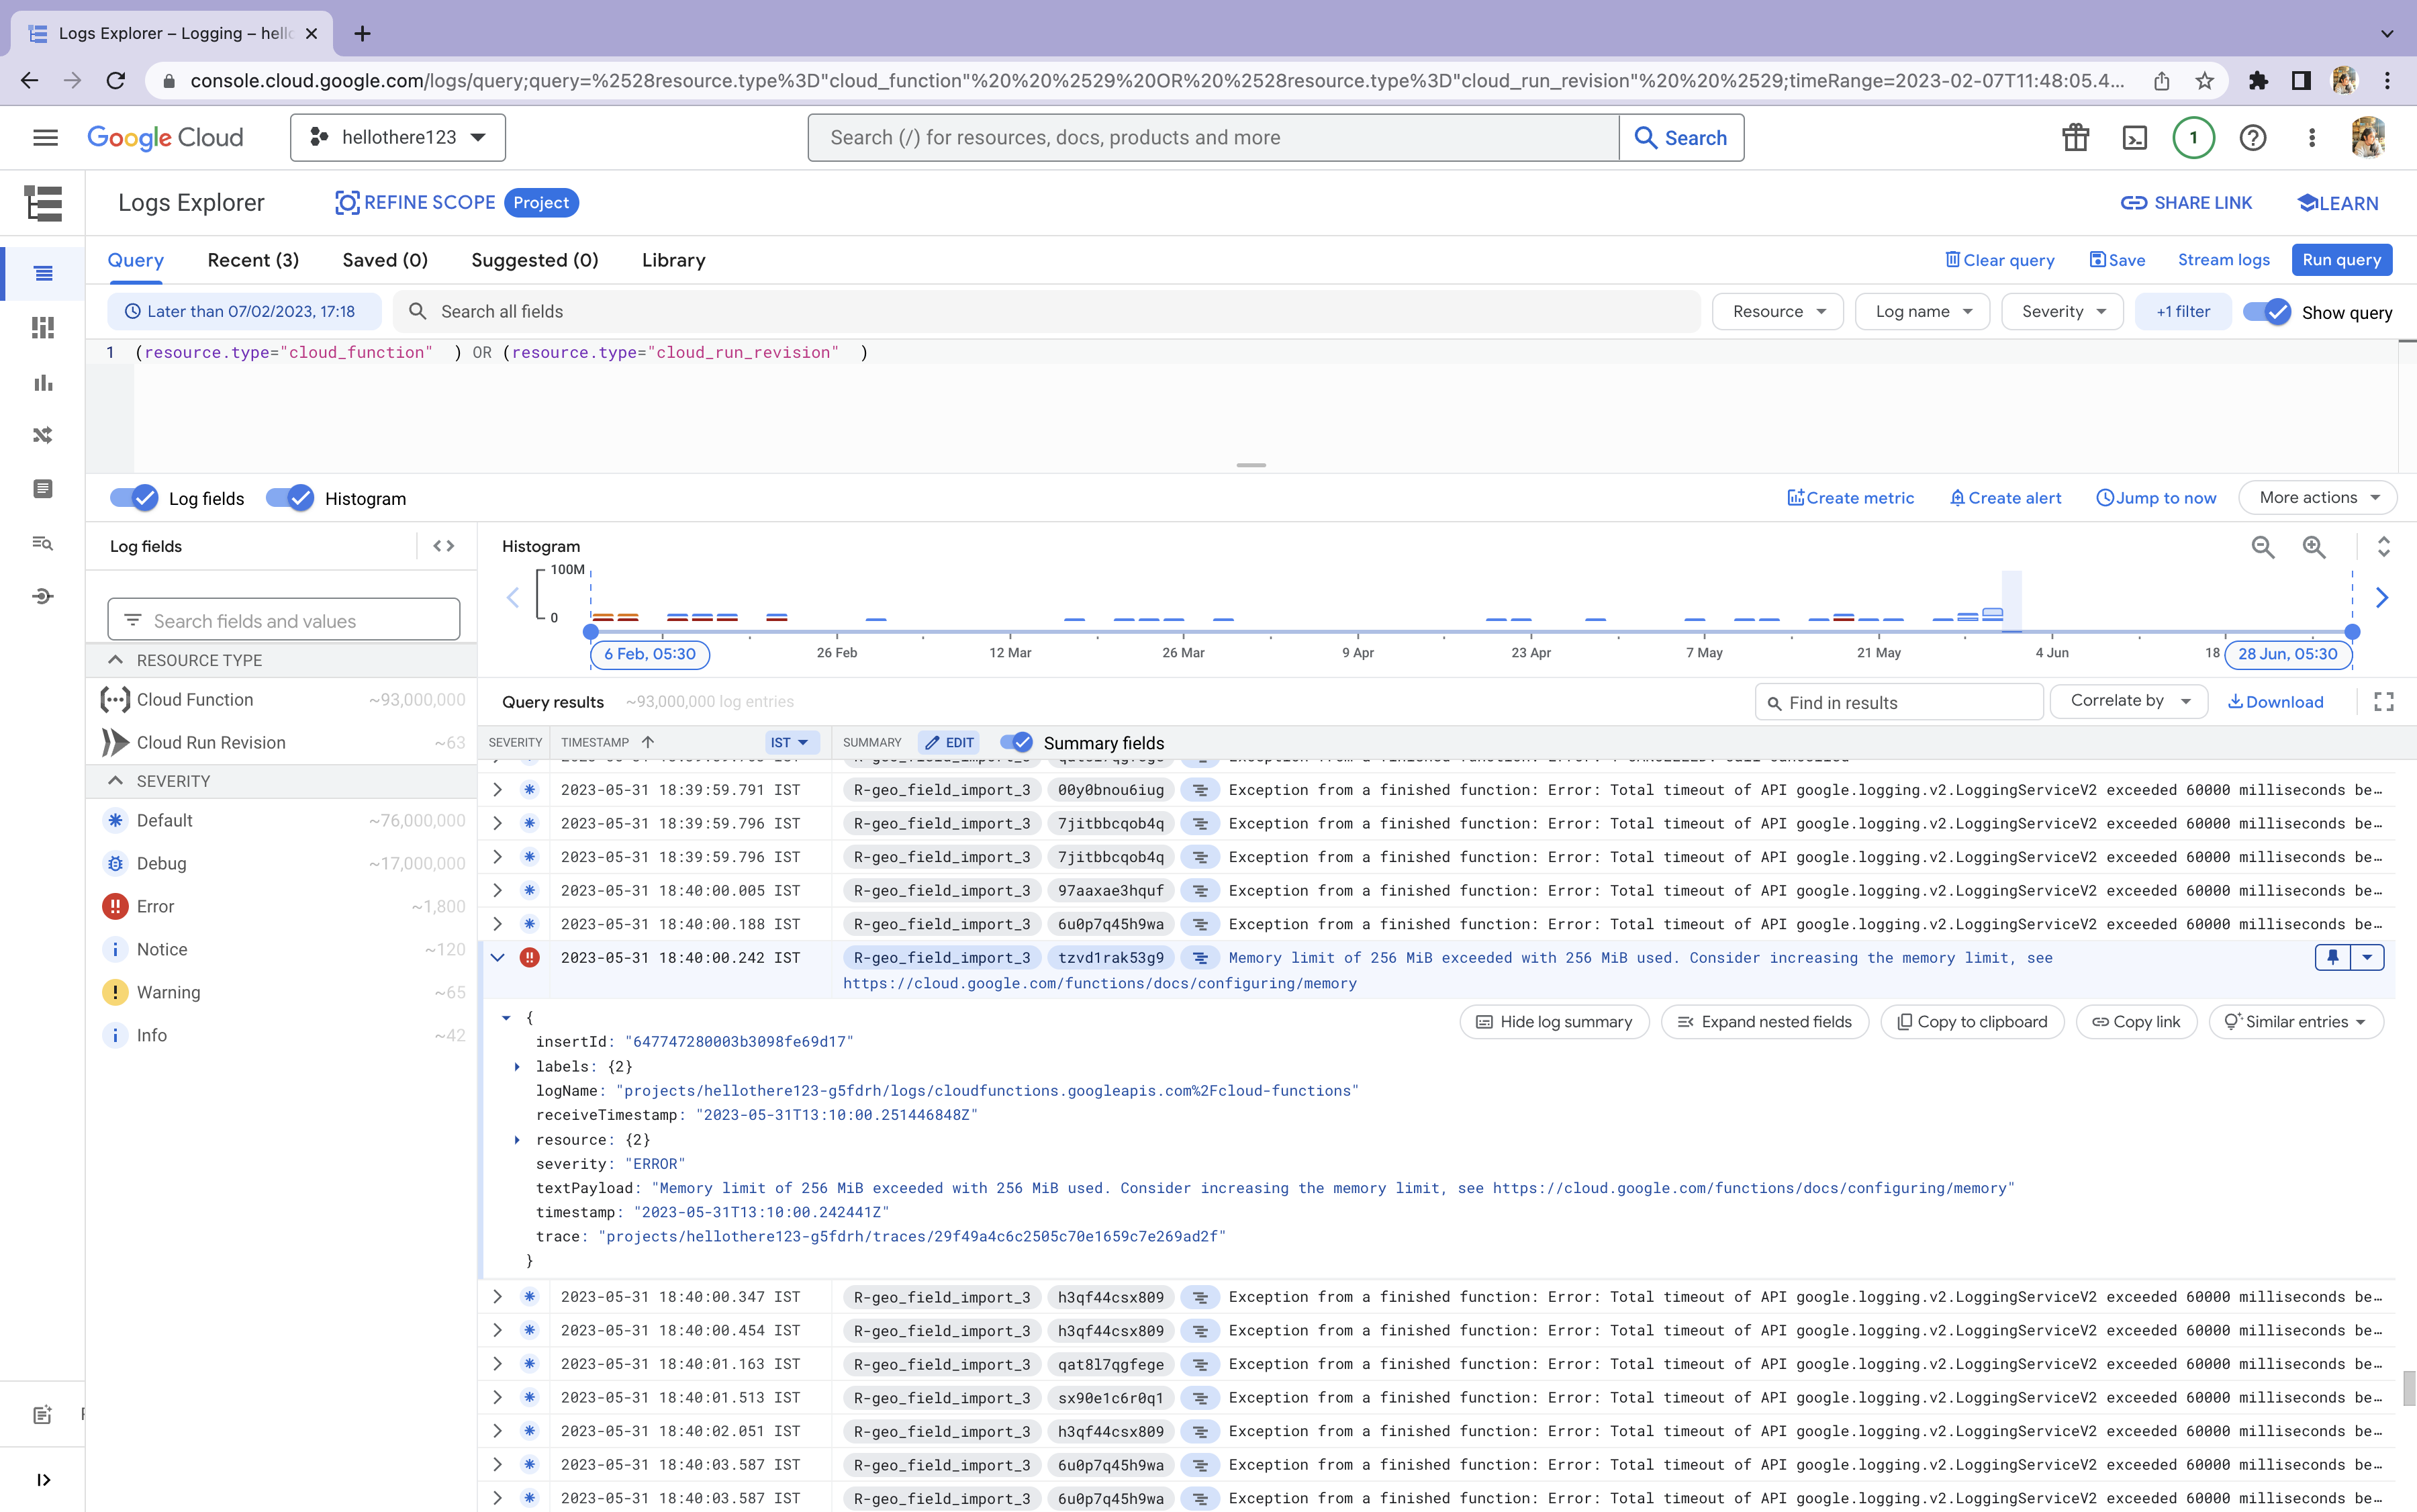 Logs Explorer – Logging – hell
console.cloud.google.com/logs/query;query=%2528resource.type%3D"cloud_function"%20%20%2529%20OR%20%2528resource.type%3D"cloud_run_revision"%20%20%2529;timeRange=2023-02-07T11:48:05.4...
Google Cloud hellothere123 Search (/) for resources, docs, products and more Search 1
Logs Explorer REFINE SCOPE Project SHARE LINK LEARN
Query Recent (3) Saved (0) Suggested (0) Library Clear query Save Stream logs Run query
Later than 07/02/2023, 17:18 Search all fields Resource Log name Severity +1 filter Show query
1 (resource.type="cloud_function" ) OR (resource.type="cloud_run_revision" )
Log fields Histogram Create metric Create alert Jump to now More actions
Log fields
Search fields and values
RESOURCE TYPE
Cloud Function ~93,000,000
Cloud Run Revision ~63
SEVERITY
Default ~76,000,000
Debug ~17,000,000
Error ~1,800
Notice ~120
Warning ~65
Info ~42
Histogram
100M
0
6 Feb, 05:30 26 Feb 12 Mar 26 Mar 9 Apr 23 Apr 7 May 21 May 4 Jun 18 28 Jun, 05:30
Query results ~93,000,000 log entries Find in results Correlate by Download
SEVERITY TIMESTAMP IST SUMMARY EDIT Summary fields
2023-05-31 18:39:59.791 IST R-geo_field_import_3 00y0bnou6iug Exception from a finished function: Error: Total timeout of API google.logging.v2.LoggingServiceV2 exceeded 60000 milliseconds be…
2023-05-31 18:39:59.796 IST R-geo_field_import_3 7jitbbcqob4q Exception from a finished function: Error: Total timeout of API google.logging.v2.LoggingServiceV2 exceeded 60000 milliseconds be…
2023-05-31 18:39:59.796 IST R-geo_field_import_3 7jitbbcqob4q Exception from a finished function: Error: Total timeout of API google.logging.v2.LoggingServiceV2 exceeded 60000 milliseconds be…
2023-05-31 18:40:00.005 IST R-geo_field_import_3 97aaxae3hquf Exception from a finished function: Error: Total timeout of API google.logging.v2.LoggingServiceV2 exceeded 60000 milliseconds be…
2023-05-31 18:40:00.188 IST R-geo_field_import_3 6u0p7q45h9wa Exception from a finished function: Error: Total timeout of API google.logging.v2.LoggingServiceV2 exceeded 60000 milliseconds be…
2023-05-31 18:40:00.242 IST R-geo_field_import_3 tzvd1rak53g9 Memory limit of 256 MiB exceeded with 256 MiB used. Consider increasing the memory limit, see
https://cloud.google.com/functions/docs/configuring/memory
{ Hide log summary Expand nested fields Copy to clipboard Copy link Similar entries
insertId: "647747280003b3098fe69d17"
labels: {2}
logName: "projects/hellothere123-g5fdrh/logs/cloudfunctions.googleapis.com%2Fcloud-functions"
receiveTimestamp: "2023-05-31T13:10:00.251446848Z"
resource: {2}
severity: "ERROR"
textPayload: "Memory limit of 256 MiB exceeded with 256 MiB used. Consider increasing the memory limit, see https://cloud.google.com/functions/docs/configuring/memory"
timestamp: "2023-05-31T13:10:00.242441Z"
trace: "projects/hellothere123-g5fdrh/traces/29f49a4c6c2505c70e1659c7e269ad2f"
}
2023-05-31 18:40:00.347 IST R-geo_field_import_3 h3qf44csx809 Exception from a finished function: Error: Total timeout of API google.logging.v2.LoggingServiceV2 exceeded 60000 milliseconds be…
2023-05-31 18:40:00.454 IST R-geo_field_import_3 h3qf44csx809 Exception from a finished function: Error: Total timeout of API google.logging.v2.LoggingServiceV2 exceeded 60000 milliseconds be…
2023-05-31 18:40:01.163 IST R-geo_field_import_3 qat8l7qgfege Exception from a finished function: Error: Total timeout of API google.logging.v2.LoggingServiceV2 exceeded 60000 milliseconds be…
2023-05-31 18:40:01.513 IST R-geo_field_import_3 sx90e1c6r0q1 Exception from a finished function: Error: Total timeout of API google.logging.v2.LoggingServiceV2 exceeded 60000 milliseconds be…
2023-05-31 18:40:02.051 IST R-geo_field_import_3 h3qf44csx809 Exception from a finished function: Error: Total timeout of API google.logging.v2.LoggingServiceV2 exceeded 60000 milliseconds be…
2023-05-31 18:40:03.587 IST R-geo_field_import_3 6u0p7q45h9wa Exception from a finished function: Error: Total timeout of API google.logging.v2.LoggingServiceV2 exceeded 60000 milliseconds be…
2023-05-31 18:40:03.587 IST R-geo_field_import_3 6u0p7q45h9wa Exception from a finished function: Error: Total timeout of API google.logging.v2.LoggingServiceV2 exceeded 60000 milliseconds be…